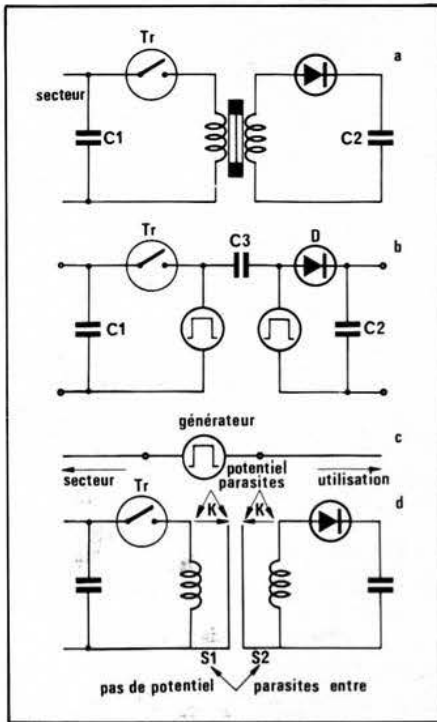 Tr
a
secteur
C1
C2
Tr
C3
D
b
C1
C2
générateur
c
potentiel
secteur
parasites
utilisation
Tr
d
K
K
S1
S2
pas de potentiel
parasites entre